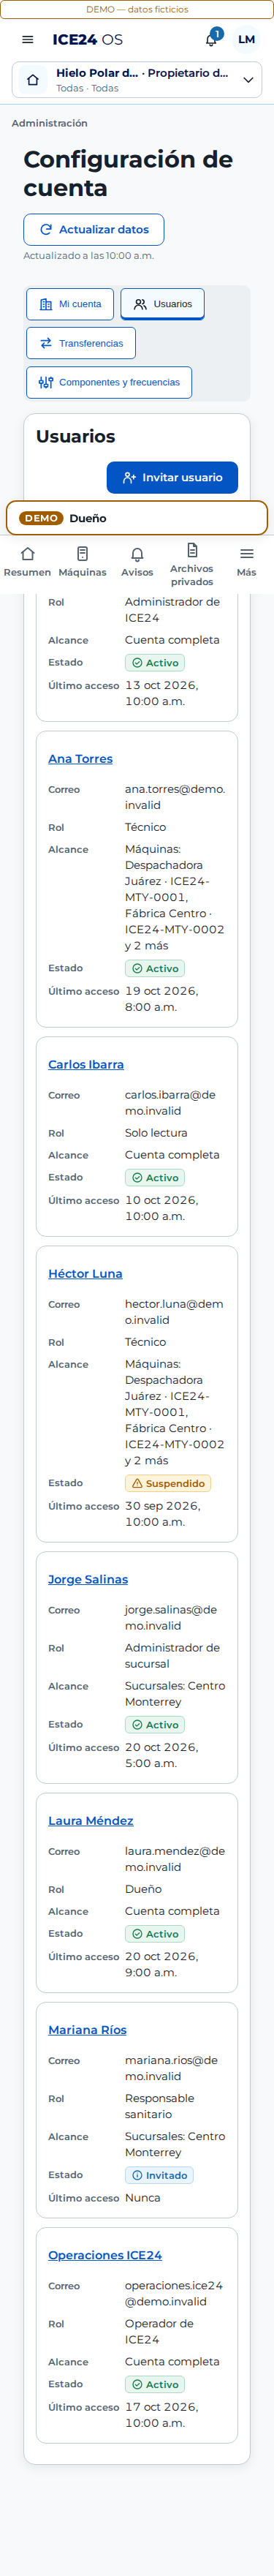 DEMO — datos ficticios
ICE24 OS
1
LM
Hielo Polar d... · Propietario d...
Todas · Todas
Administración
Configuración de
cuenta
Actualizar datos
Actualizado a las 10:00 a.m.
Mi cuenta
Usuarios
Transferencias
Componentes y frecuencias
Usuarios
Invitar usuario
DEMO Dueño
Resumen
Máquinas
Avisos
Archivos
privados
Más
Rol Administrador de
ICE24
Alcance Cuenta completa
Estado Activo
Último acceso 13 oct 2026,
10:00 a.m.
Ana Torres
Correo ana.torres@demo.
invalid
Rol Técnico
Alcance Máquinas:
Despachadora
Juárez · ICE24-
MTY-0001,
Fábrica Centro ·
ICE24-MTY-0002
y 2 más
Estado Activo
Último acceso 19 oct 2026,
8:00 a.m.
Carlos Ibarra
Correo carlos.ibarra@de
mo.invalid
Rol Solo lectura
Alcance Cuenta completa
Estado Activo
Último acceso 10 oct 2026,
10:00 a.m.
Héctor Luna
Correo hector.luna@dem
o.invalid
Rol Técnico
Alcance Máquinas:
Despachadora
Juárez · ICE24-
MTY-0001,
Fábrica Centro ·
ICE24-MTY-0002
y 2 más
Estado Suspendido
Último acceso 30 sep 2026,
10:00 a.m.
Jorge Salinas
Correo jorge.salinas@de
mo.invalid
Rol Administrador de
sucursal
Alcance Sucursales: Centro
Monterrey
Estado Activo
Último acceso 20 oct 2026,
5:00 a.m.
Laura Méndez
Correo laura.mendez@de
mo.invalid
Rol Dueño
Alcance Cuenta completa
Estado Activo
Último acceso 20 oct 2026,
9:00 a.m.
Mariana Ríos
Correo mariana.rios@de
mo.invalid
Rol Responsable
sanitario
Alcance Sucursales: Centro
Monterrey
Estado Invitado
Último acceso Nunca
Operaciones ICE24
Correo operaciones.ice24
@demo.invalid
Rol Operador de
ICE24
Alcance Cuenta completa
Estado Activo
Último acceso 17 oct 2026,
10:00 a.m.